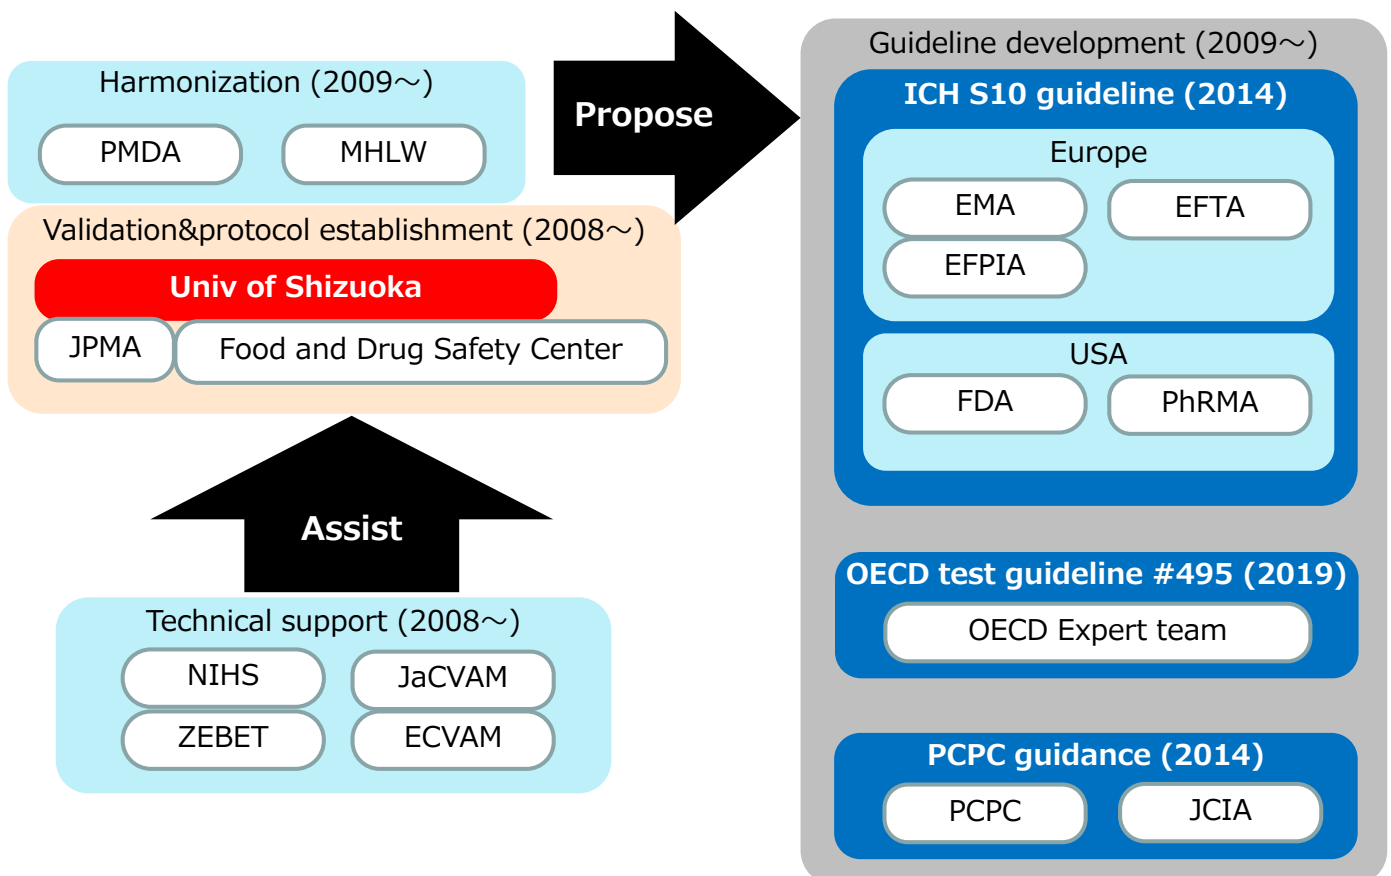 Harmonization (2009～)
PMDA
MHLW
Validation&protocol establishment (2008～)
Univ of Shizuoka
JPMA
Food and Drug Safety Center
Assist
Technical support (2008～)
NIHS
JaCVAM
ZEBET
ECVAM
Propose
Guideline development (2009～)
ICH S10 guideline (2014)
Europe
EMA
EFTA
EFPIA
USA
FDA
PhRMA
OECD test guideline #495 (2019)
OECD Expert team
PCPC guidance (2014)
PCPC
JCIA